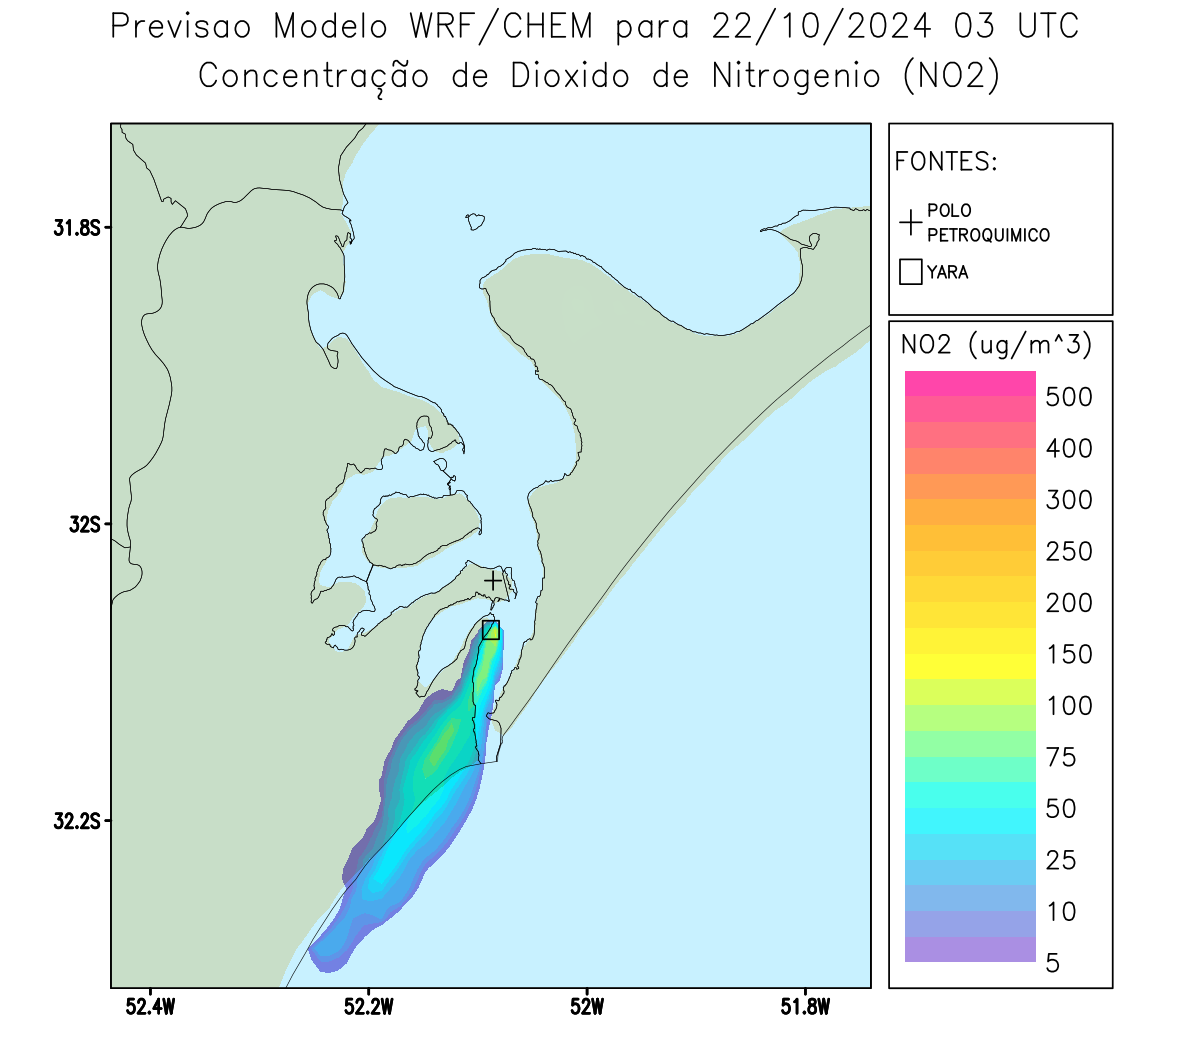 Previsao Modelo WRF/CHEM para 22/10/2024 03 UTC
Concentração de Dioxido de Nitrogenio (NO2)
FONTES:
POLO
PETROQUIMICO
YARA
31.8S
32S
32.2S
52.4W
52.2W
52W
51.8W
NO2 (ug/m^3)
500
400
300
250
200
150
100
75
50
25
10
5